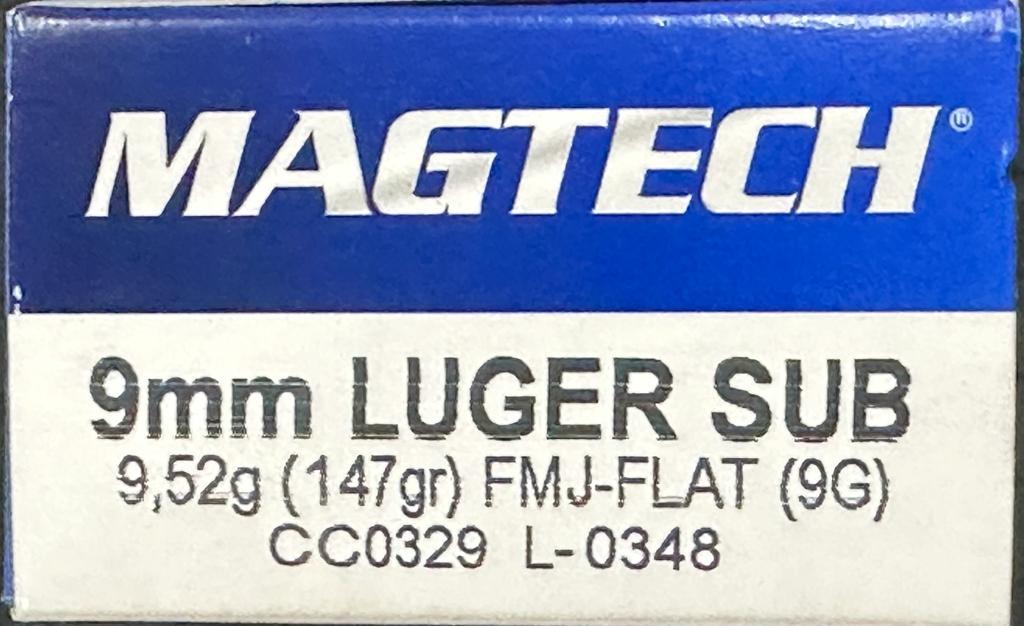 MAGTECH®
9mm LUGER SUB
9,52g (147gr) FMJ-FLAT (9G)
CC0329 L-0348